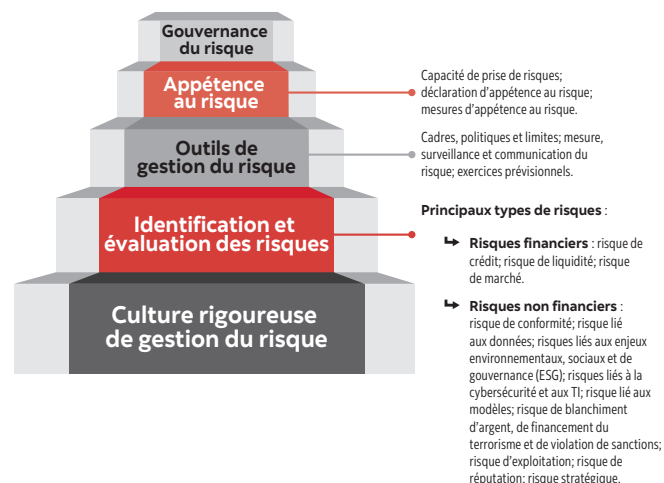 Gouvernance
du risque
Appétence
au risque
Capacité de prise de risques;
déclaration d'appétence au risque;
mesures d'appétence au risque.
Outils de
gestion du risque
Cadres, politiques et limites; mesure,
surveillance et communication du
risque; exercices prévisionnels.
Identification et
évaluation des risques
Principaux types de risques :
Risques financiers : risque de
crédit; risque de liquidité; risque
de marché.
Risques non financiers :
risque de conformité; risque lié
aux données; risques liés aux enjeux
environnementaux, sociaux et de
gouvernance (ESG); risques liés à la
cybersécurité et aux TI; risque lié aux
modèles; risque de blanchiment
d'argent, de financement du
terrorisme et de violation de sanctions;
risque d'exploitation; risque de
réputation; risque stratégique.
Culture rigoureuse
de gestion du risque